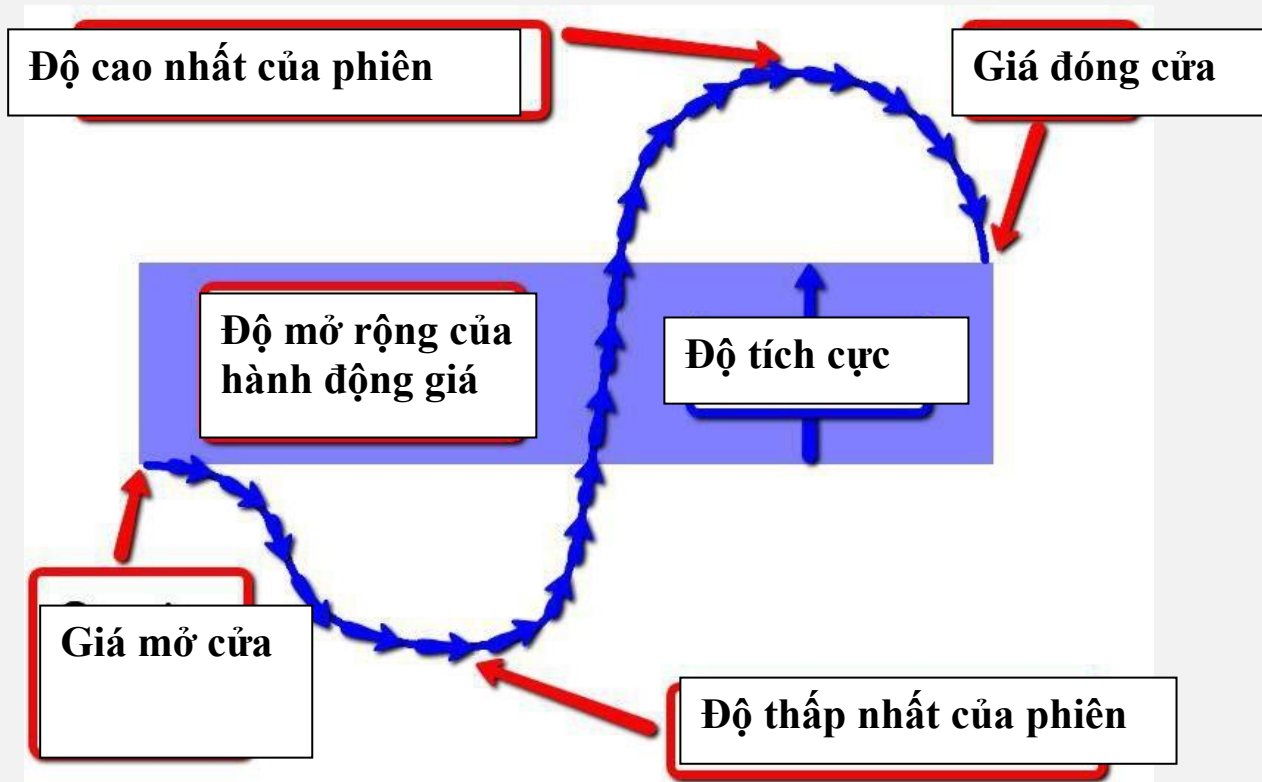 Độ cao nhất của phiên
Giá đóng cửa
Độ mở rộng của
hành động giá
Độ tích cực
Giá mở cửa
Độ thấp nhất của phiên